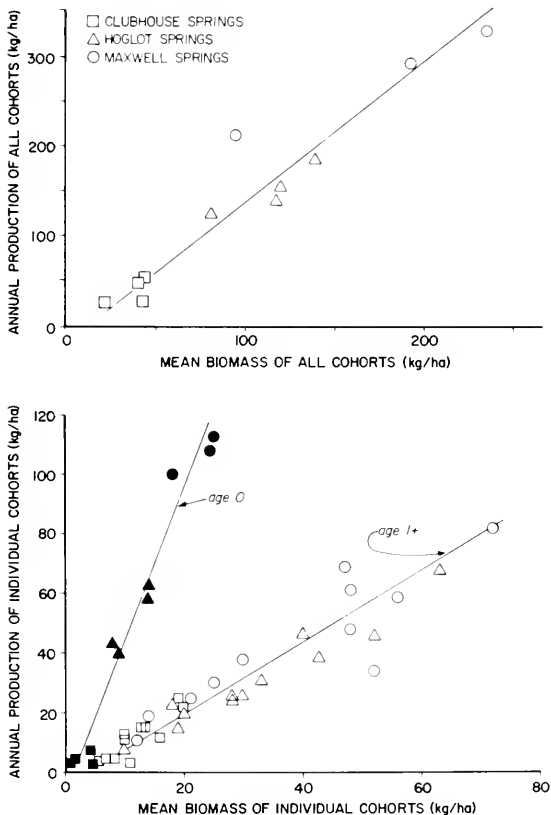 CLUBHOUSE SPRINGS
HOGLOT SPRINGS
MAXWELL SPRINGS
ANNUAL PRODUCTION OF ALL COHORTS (kg/ha)
300
200
100
0
0 100 200
MEAN BIOMASS OF ALL COHORTS (kg/ha)
ANNUAL PRODUCTION OF INDIVIDUAL COHORTS (kg/ha)
120
100
80
60
40
20
0
age 0
age 1+
0 20 40 60 80
MEAN BIOMASS OF INDIVIDUAL COHORTS (kg/ha)